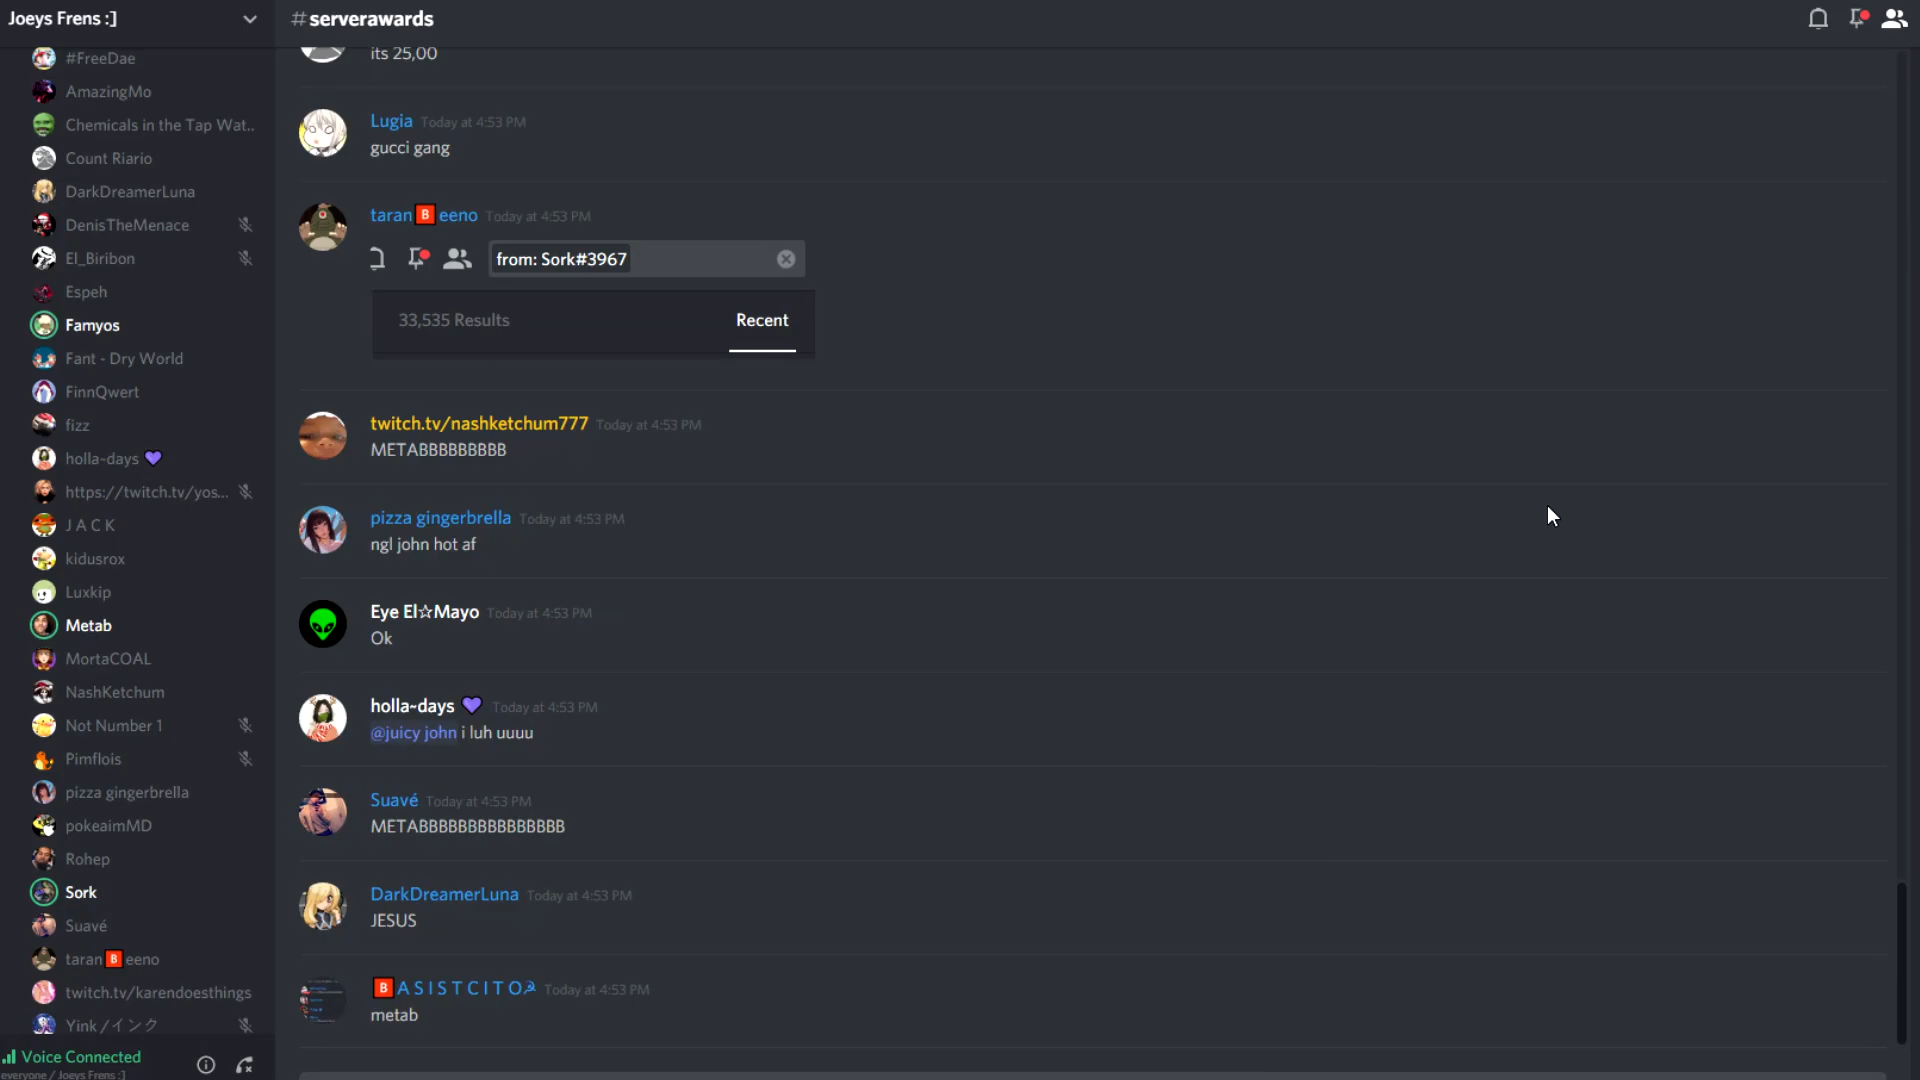 Joeys Frens :]
#FreeDae
AmazingMo
Chemicals in the Tap Wat..
Count Riario
DarkDreamerLuna
DenisTheMenace
El_Biribon
Espeh
Famyos
Fant - Dry World
FinnQwert
fizz
holla~days 💜
https://twitch.tv/yos...
J A C K
kidusrox
Luxkip
Metab
MortaCOAL
NashKetchum
Not Number 1
Pimflois
pizza gingerbrella
pokeaimMD
Rohep
Sork
Suavé
taran🅱eeno
twitch.tv/karendoesthings
Yink /インク
Voice Connected
everyone / Joeys Frens :]
#serverawards
its 25,00
Lugia Today at 4:53 PM
gucci gang
taran🅱eeno Today at 4:53 PM
from: Sork#3967
33,535 Results Recent
twitch.tv/nashketchum777 Today at 4:53 PM
METABBBBBBBBB
pizza gingerbrella Today at 4:53 PM
ngl john hot af
Eye El☆Mayo Today at 4:53 PM
Ok
holla~days 💜 Today at 4:53 PM
@juicy john i luh uuuu
Suavé Today at 4:53 PM
METABBBBBBBBBBBBBBB
DarkDreamerLuna Today at 4:53 PM
JESUS
🅱A S I S T C I T O☭ Today at 4:53 PM
metab